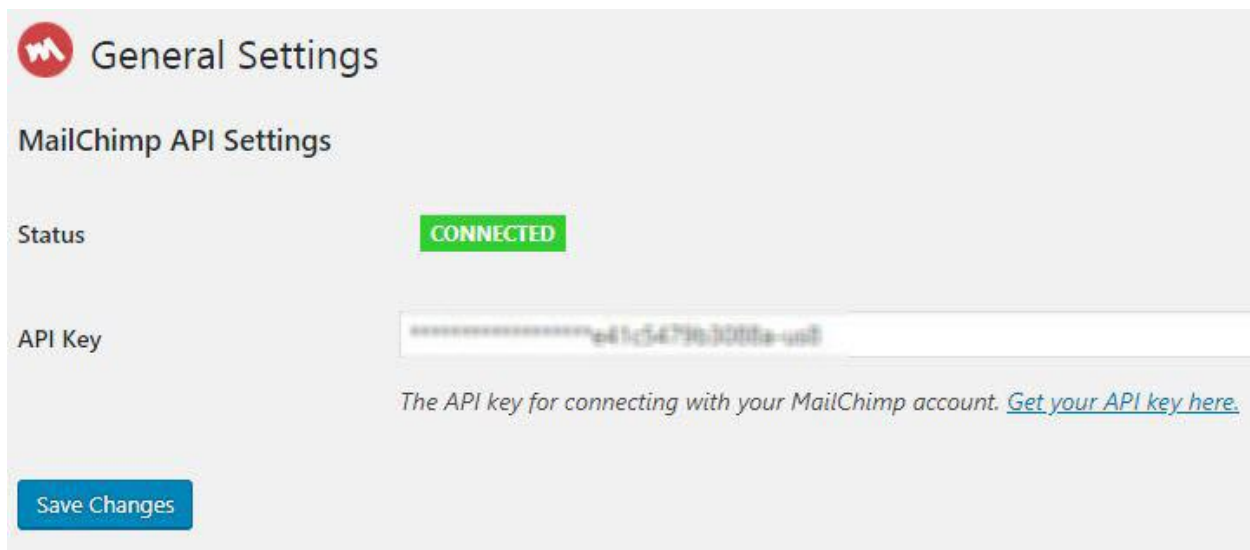 General Settings
MailChimp API Settings
Status
CONNECTED
API Key
The API key for connecting with your MailChimp account. Get your API key here.
Save Changes